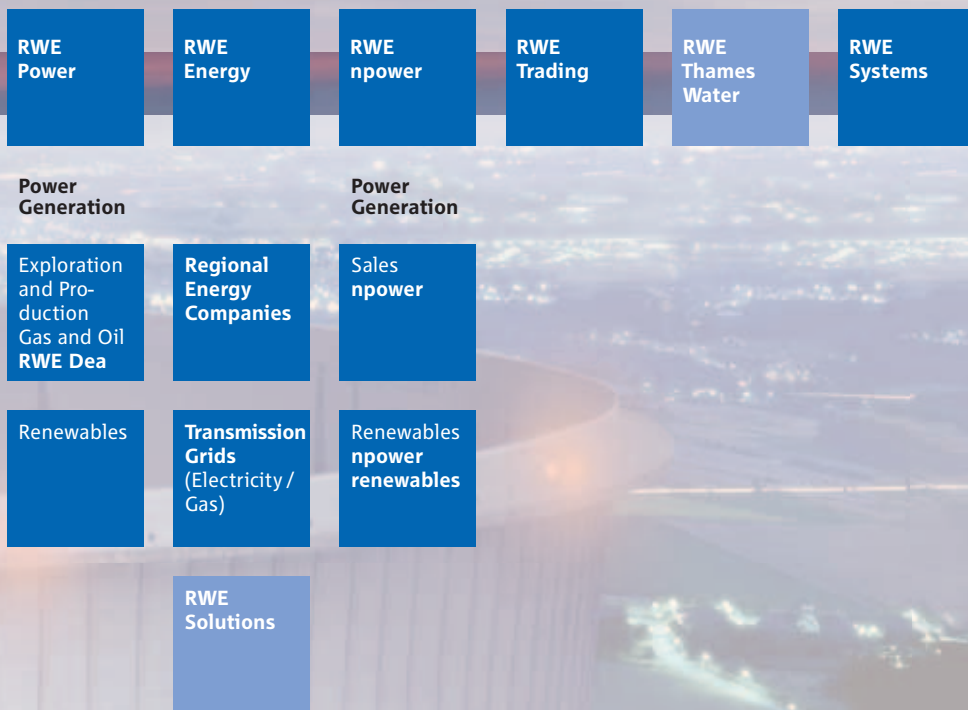 RWE
Power
RWE
Energy
RWE
npower
RWE
Trading
RWE
Thames
Water
RWE
Systems
Power
Generation
Power
Generation
Exploration
and Pro-
duction
Gas and Oil
RWE Dea
Regional
Energy
Companies
Sales
npower
Renewables
Transmission
Grids
(Electricity /
Gas)
Renewables
npower
renewables
RWE
Solutions